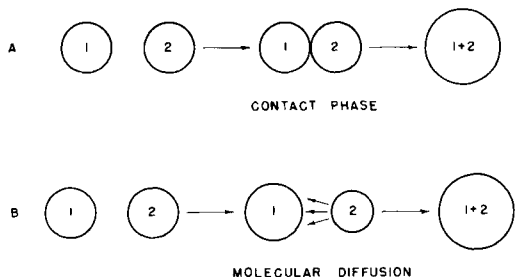 A 1 2 1 2 1+2
CONTACT PHASE
B 1 2 1 2 1+2
MOLECULAR DIFFUSION